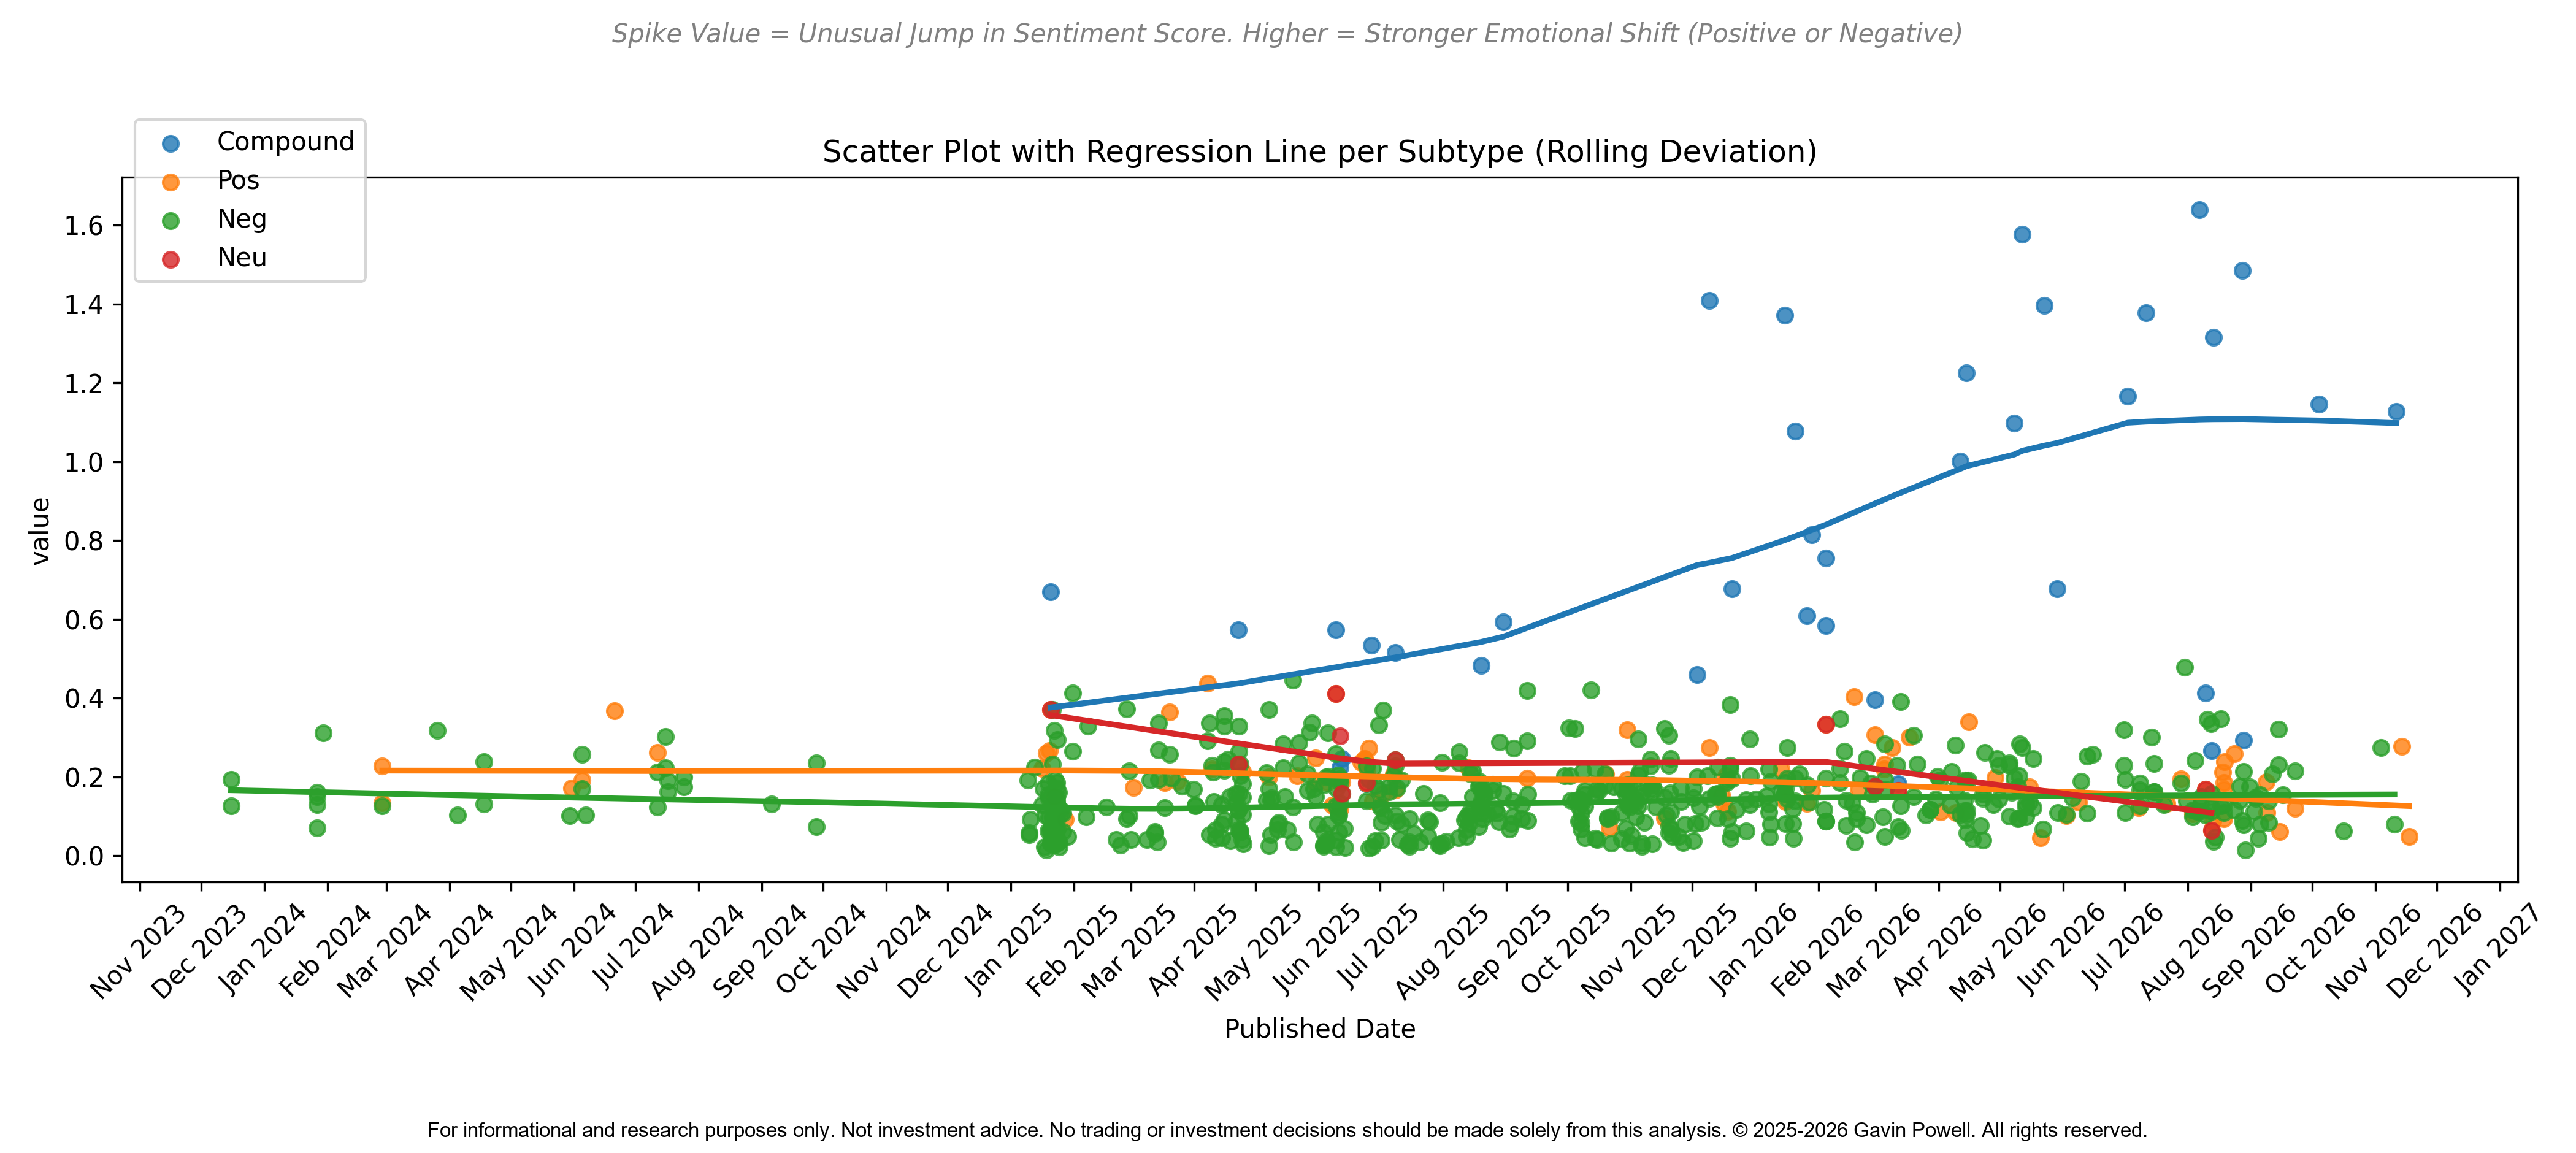 Spike Value = Unusual Jump in Sentiment Score. Higher = Stronger Emotional Shift (Positive or Negative)
Scatter Plot with Regression Line per Subtype (Rolling Deviation)
Compound
Pos
Neg
Neu
1.6
1.4
1.2
1.0
0.8
0.6
0.4
0.2
0.0
value
Nov 2023
Dec 2023
Jan 2024
Feb 2024
Mar 2024
Apr 2024
May 2024
Jun 2024
Jul 2024
Aug 2024
Sep 2024
Oct 2024
Nov 2024
Dec 2024
Jan 2025
Feb 2025
Mar 2025
Apr 2025
May 2025
Jun 2025
Jul 2025
Aug 2025
Sep 2025
Oct 2025
Nov 2025
Dec 2025
Jan 2026
Feb 2026
Mar 2026
Apr 2026
May 2026
Jun 2026
Jul 2026
Aug 2026
Sep 2026
Oct 2026
Nov 2026
Dec 2026
Jan 2027
Published Date
For informational and research purposes only. Not investment advice. No trading or investment decisions should be made solely from this analysis. © 2025-2026 Gavin Powell. All rights reserved.